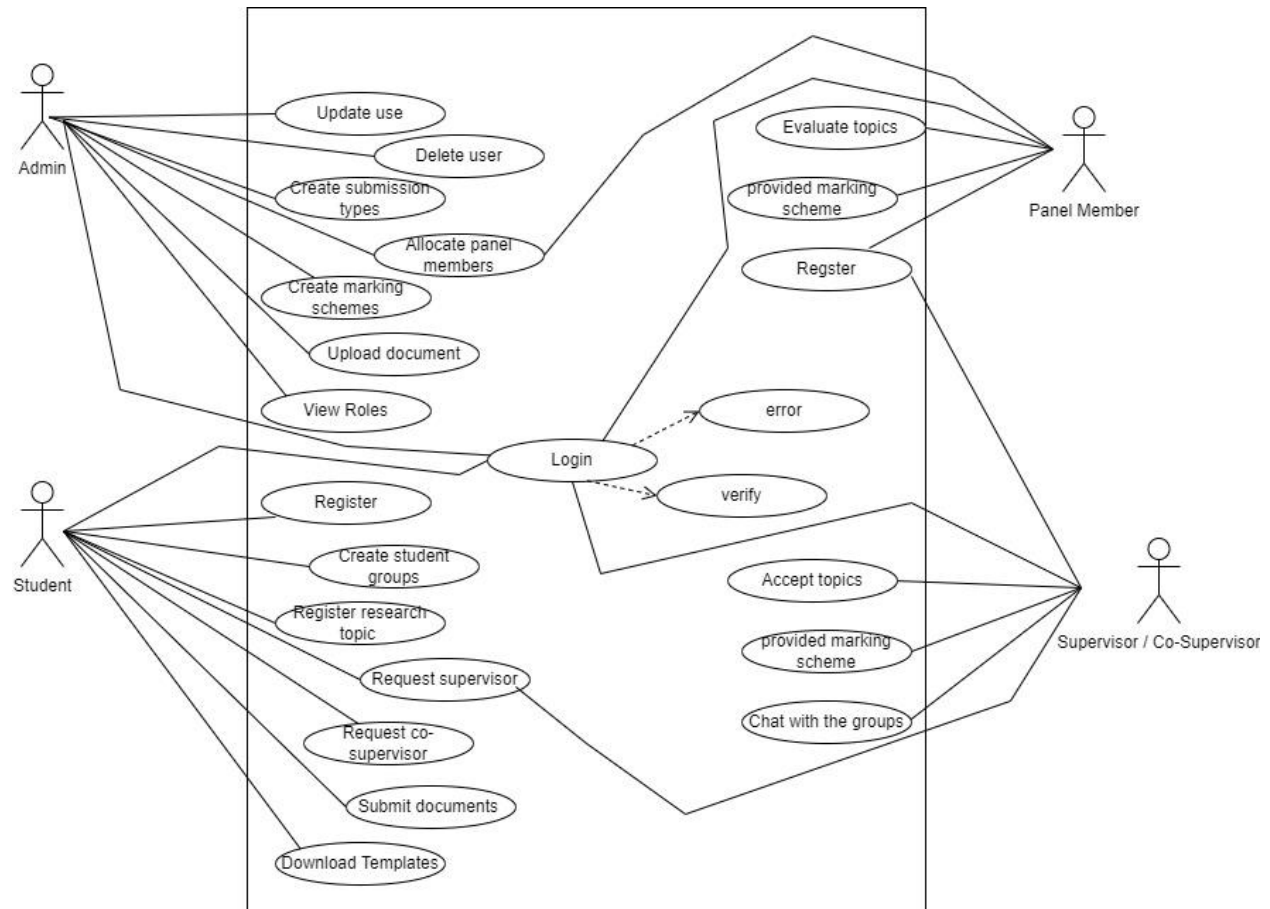 Update use
Evaluate topics
Delete user
Admin
Create submission
types
provided marking
scheme
Panel Member
Allocate panel
members
Regster
Create marking
schemes
Upload document
View Roles
error
Login
verify
Register
Create student
groups
Student
Accept topics
Register research
topic
provided marking
scheme
Supervisor / Co-Supervisor
Request supervisor
Chat with the groups
Request co-
supervisor
Submit documents
Download Templates